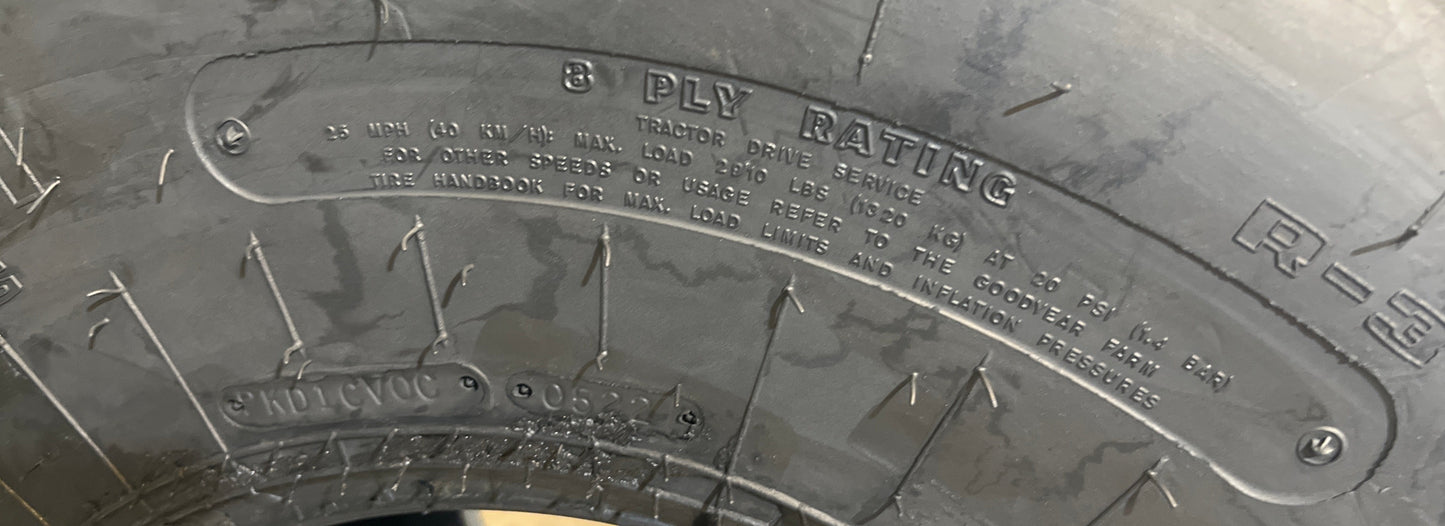 8 PLY RATING
TRACTOR DRIVE SERVICE
25 MPH (40 KM/H): MAX. LOAD 2910 LBS (1320 KG) AT 20 PSI (1.4 BAR)
FOR OTHER SPEEDS OR USAGE REFER TO THE GOODYEAR FARM
TIRE HANDBOOK FOR MAX. LOAD LIMITS AND INFLATION PRESSURES
R-3
KD1CVOC
0522